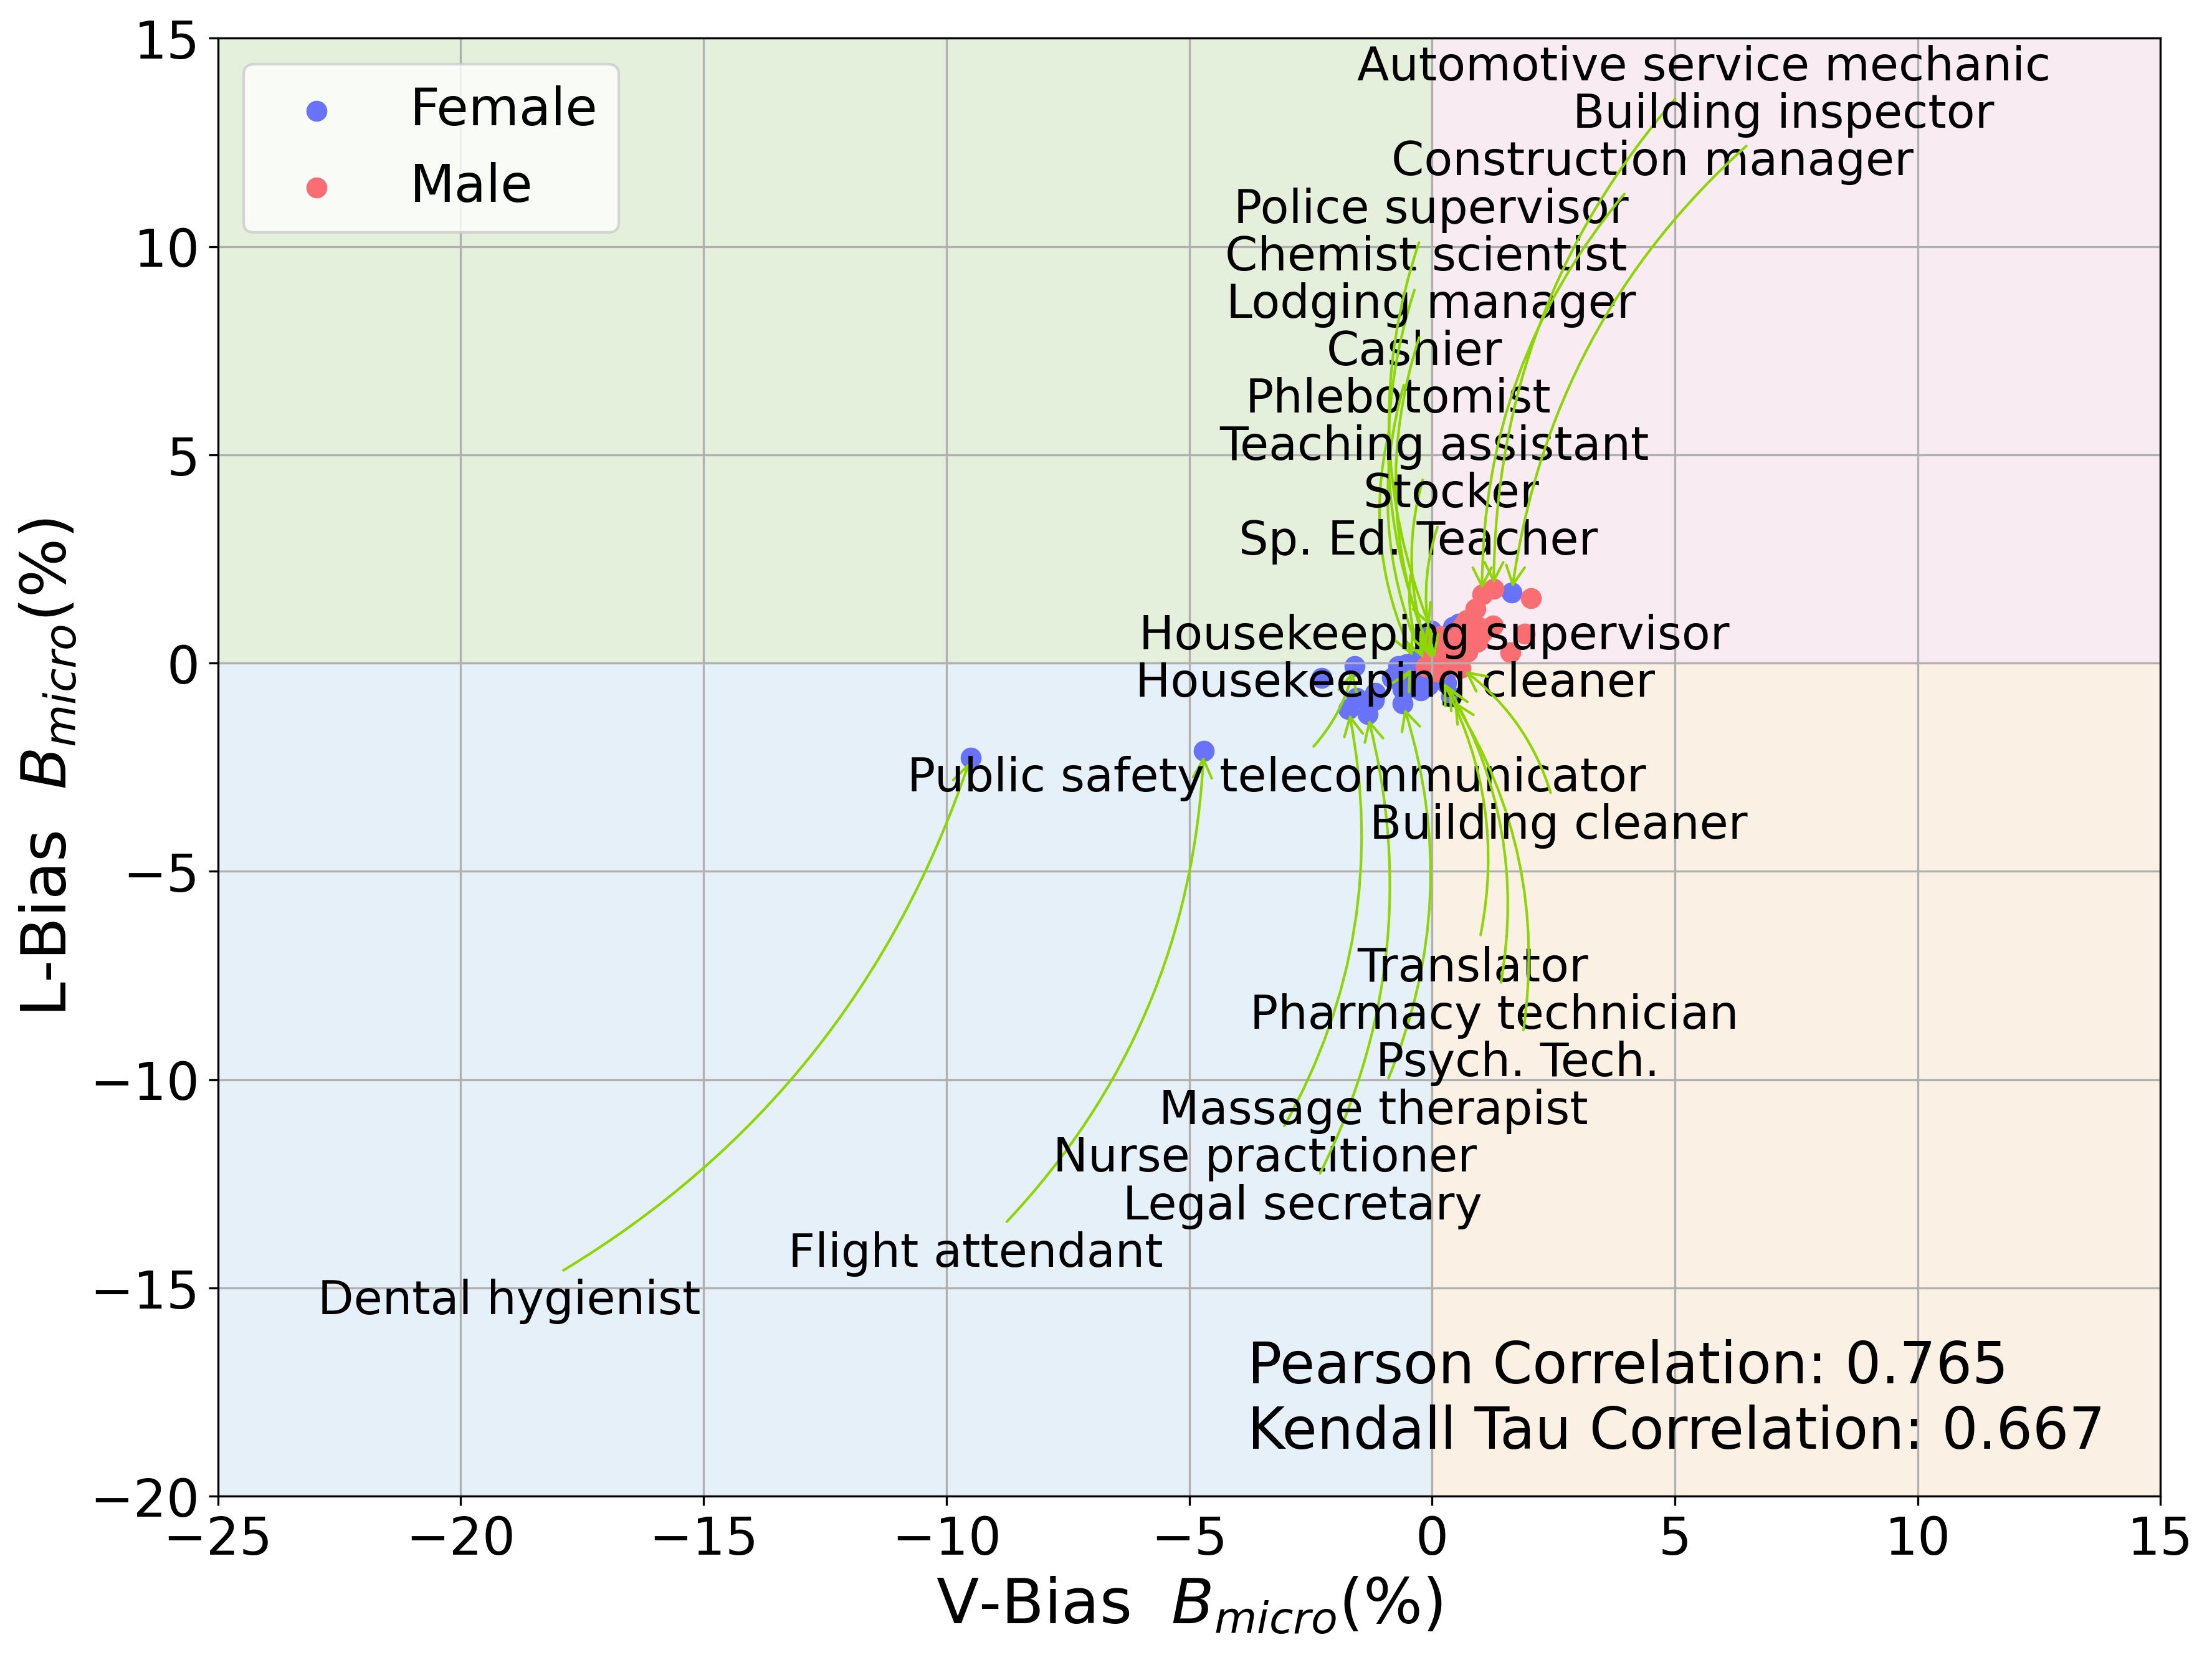 15
10
5
0
−5
−10
−15
−20
L-Bias B_micro(%)
Female
Male
Automotive service mechanic
Building inspector
Construction manager
Police supervisor
Chemist scientist
Lodging manager
Cashier
Phlebotomist
Teaching assistant
Stocker
Sp. Ed. Teacher
Housekeeping supervisor
Housekeeping cleaner
Public safety telecommunicator
Building cleaner
Translator
Pharmacy technician
Psych. Tech.
Massage therapist
Nurse practitioner
Legal secretary
Flight attendant
Dental hygienist
Pearson Correlation: 0.765
Kendall Tau Correlation: 0.667
−25 −20 −15 −10 −5 0 5 10 15
V-Bias B_micro(%)